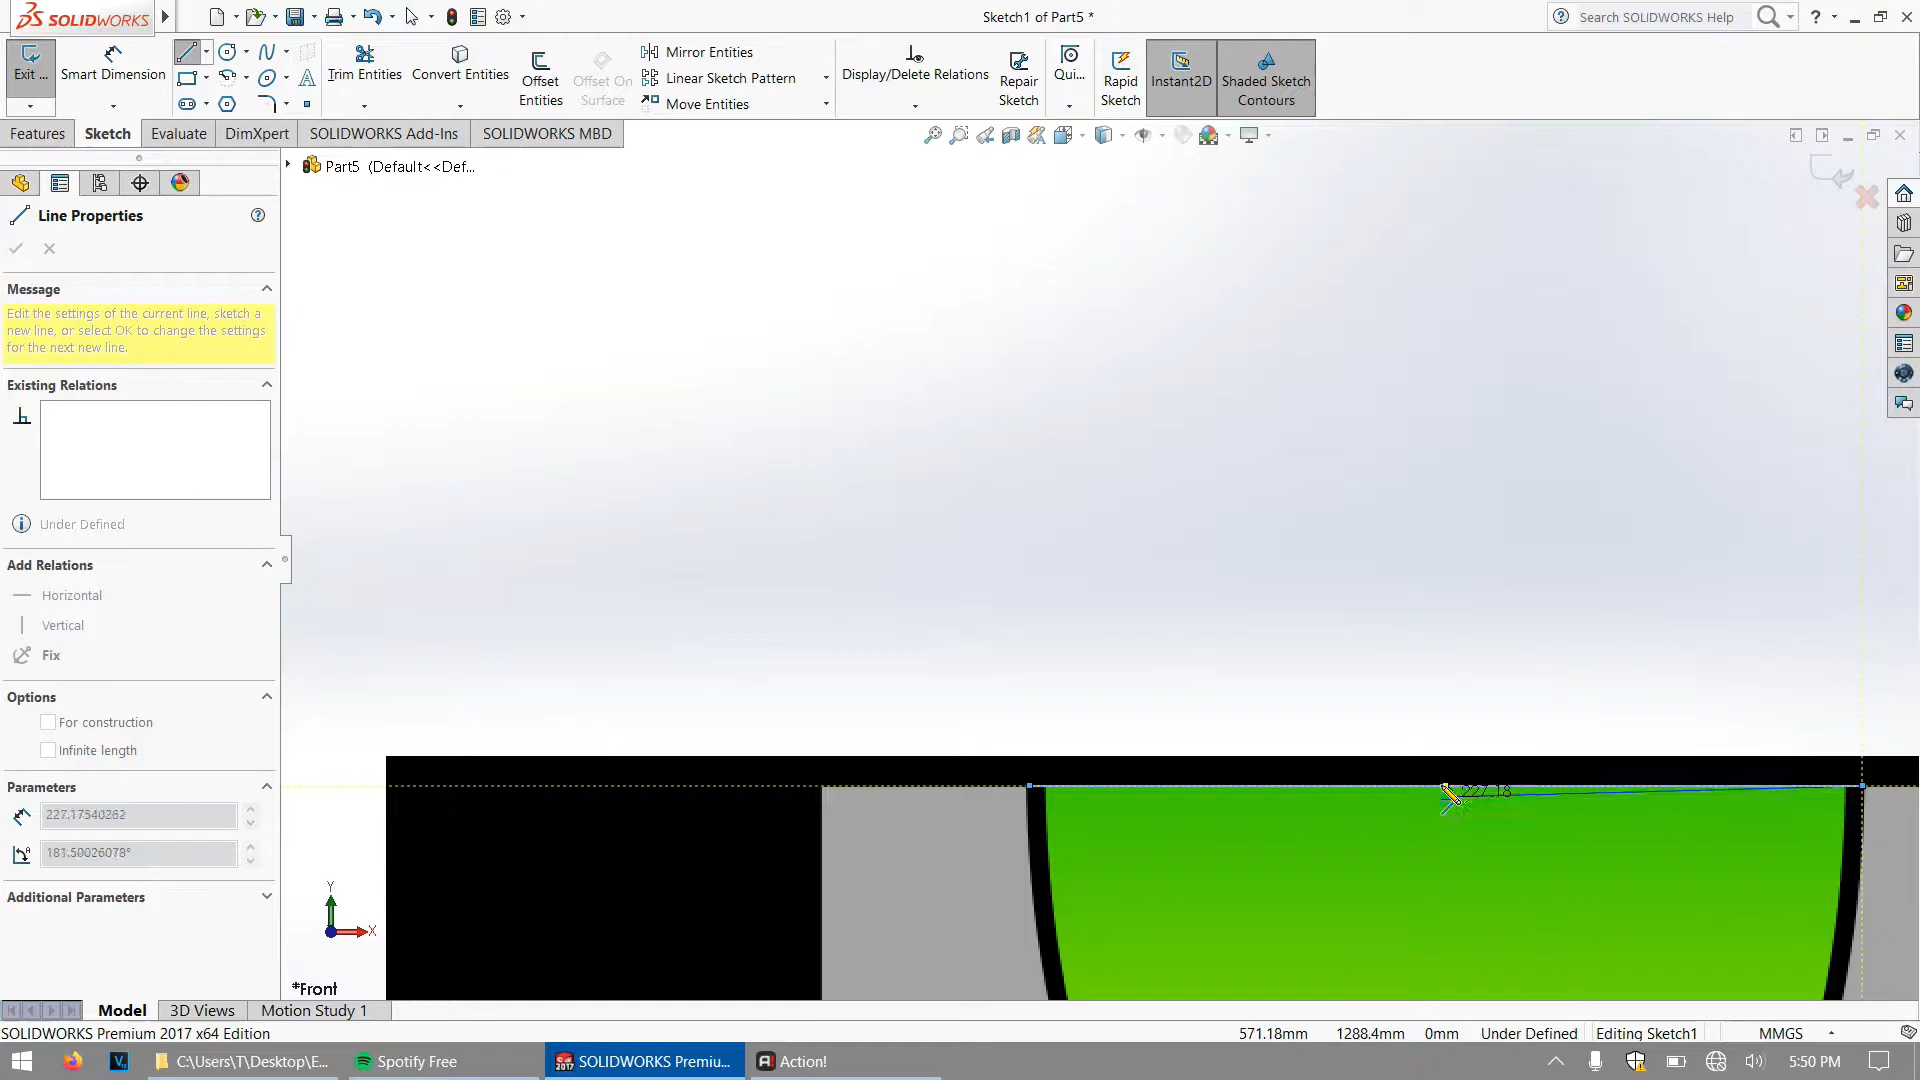 SOLIDWORKS
Sketch1 of Part5 *
Search SOLIDWORKS Help
?
Exit ...
Smart Dimension
Trim Entities
Convert Entities
Offset Entities
Offset On Surface
Mirror Entities
Linear Sketch Pattern
Move Entities
Display/Delete Relations
Repair Sketch
Qui...
Rapid Sketch
Instant2D
Shaded Sketch Contours
Features
Sketch
Evaluate
DimXpert
SOLIDWORKS Add-Ins
SOLIDWORKS MBD
Part5 (Default<<Def...
Line Properties
Message
Edit the settings of the current line, sketch a
new line, or select OK to change the settings
for the next new line.
Existing Relations
Under Defined
Add Relations
Horizontal
Vertical
Fix
Options
For construction
Infinite length
Parameters
227.17540262
181.50026078°
Additional Parameters
227.18
Y
X
*Front
Model
3D Views
Motion Study 1
SOLIDWORKS Premium 2017 x64 Edition
571.18mm
1288.4mm
0mm
Under Defined
Editing Sketch1
MMGS
C:\Users\T\Desktop\E...
Spotify Free
SOLIDWORKS Premiu...
Action!
5:50 PM